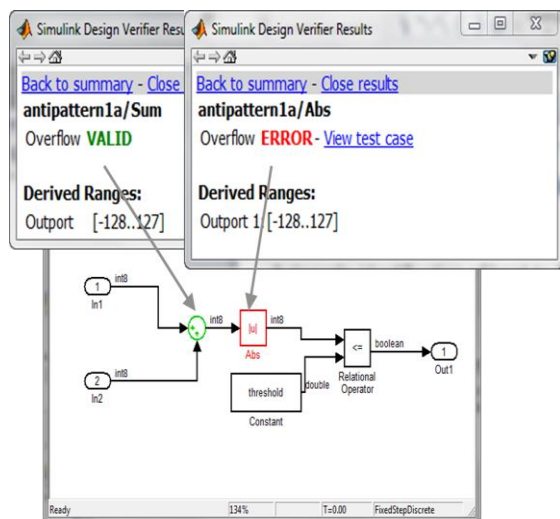 Simulink Design Verifier Resu
Back to summary - Close
antipattern1a/Sum
Overflow VALID
Derived Ranges:
Outport [-128..127]
Simulink Design Verifier Results
Back to summary - Close results
antipattern1a/Abs
Overflow ERROR - View test case
Derived Ranges:
Outport 1 [-128..127]
1
In1
int8
2
In2
int8
int8
|u|
Abs
int8
threshold
Constant
double
<=
Relational
Operator
boolean
1
Out1
Ready 134% T=0.00 FixedStepDiscrete